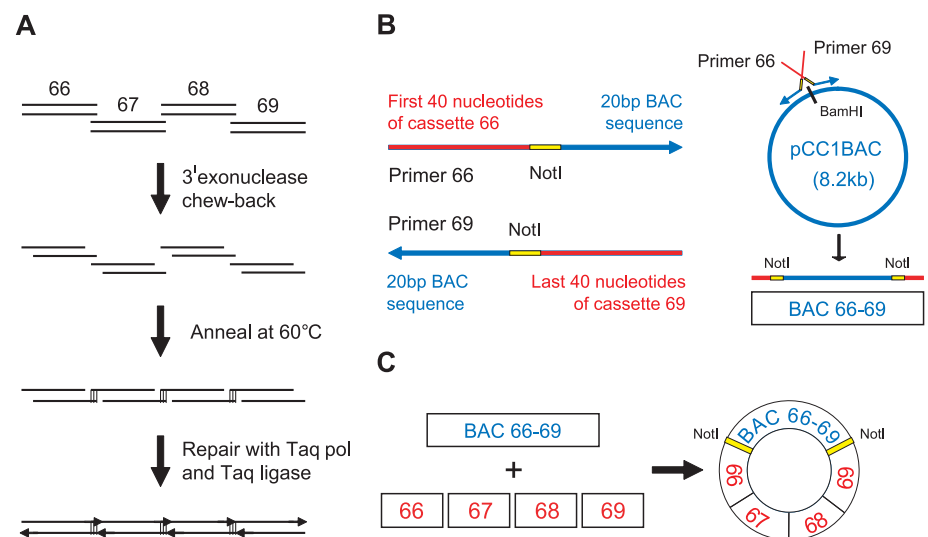 A
66
67
68
69
3'exonuclease
chew-back
Anneal at 60°C
Repair with Taq pol
and Taq ligase
B
First 40 nucleotides
of cassette 66
20bp BAC
sequence
Primer 66
NotI
Primer 69
NotI
20bp BAC
sequence
Last 40 nucleotides
of cassette 69
Primer 69
Primer 66
BamHI
pCC1BAC
(8.2kb)
NotI
NotI
BAC 66-69
C
BAC 66-69
+
66
67
68
69
BAC 66-69
NotI
NotI
66
69
67
68